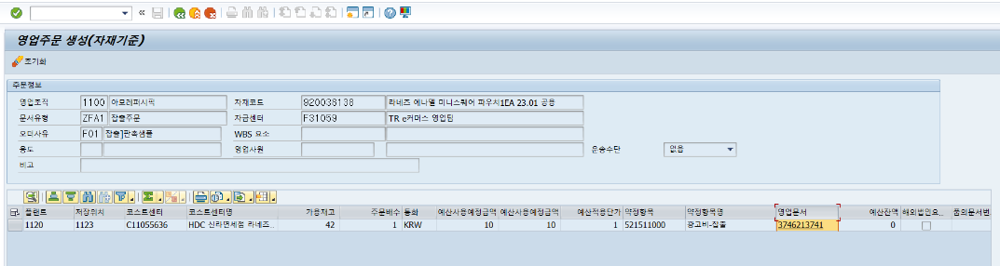 영업주문 생성(자재기준)
초기화
주문정보
영업조직 1100 아모레퍼시픽 자재코드 920038138 라네즈 에나멜 미니스퀘어 파우치1EA 23.01 공용
문서유형 ZFA1 잡출주문 자금센터 F31059 TR e커머스 영업팀
오더사유 F01 잡출]판촉샘플 WBS 요소
용도 영업사원 운송수단 없음
비고
플랜트 저장위치 코스트센터 코스트센터명 가용재고 주문배수 통화 예산사용예정금액 예산사용예정금액 예산적용단가 약정항목 약정항목명 영업문서 예산잔액 해외법인요.. 품의문서번
1120 1123 C11055636 HDC 신라면세점 라네즈.. 42 1 KRW 10 10 1 521511000 광고비-잡출 3746213741 0